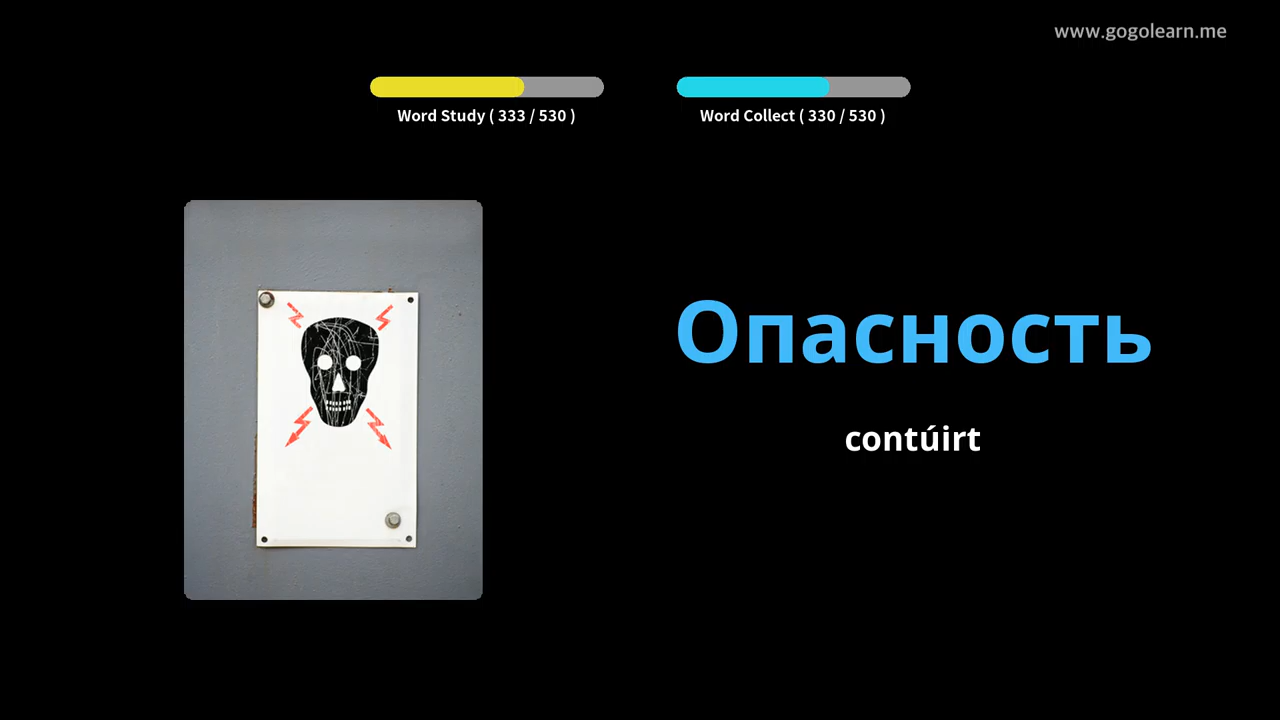 www.gogolearn.me
Word Study ( 333 / 530 )
Word Collect ( 330 / 530 )
Опасность
contúirt